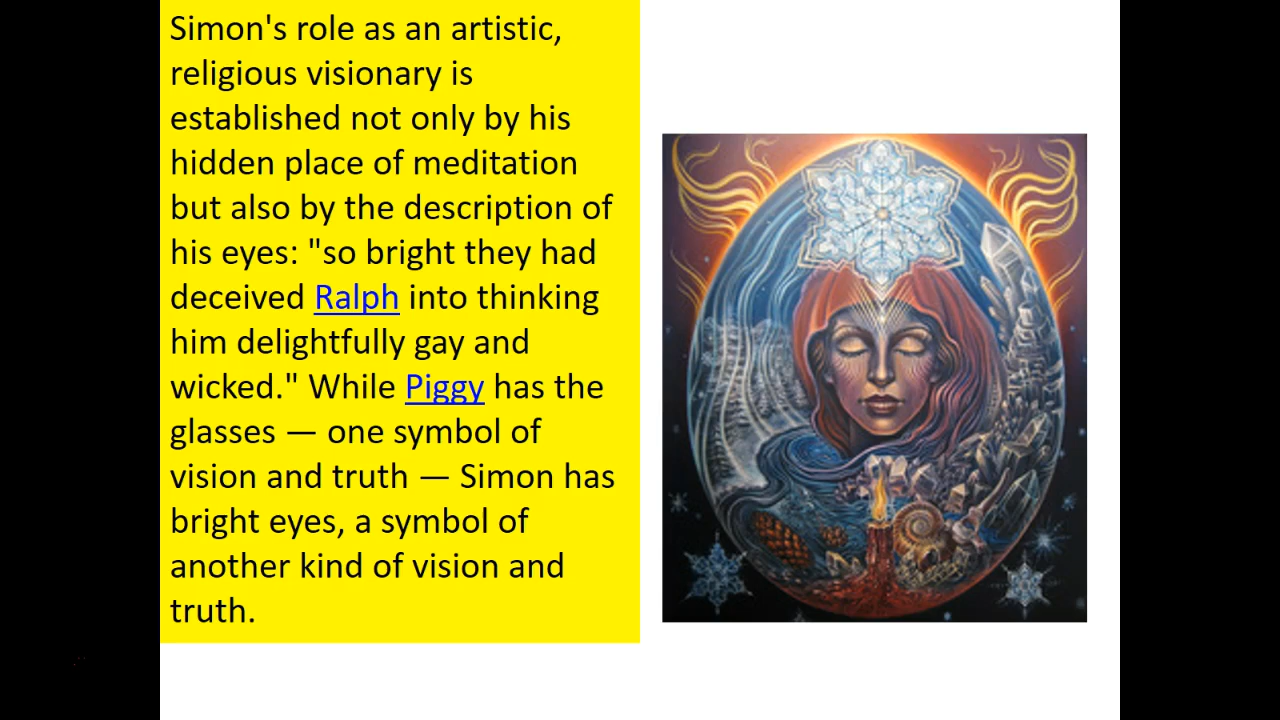 Simon's role as an artistic,
religious visionary is
established not only by his
hidden place of meditation
but also by the description of
his eyes: "so bright they had
deceived Ralph into thinking
him delightfully gay and
wicked." While Piggy has the
glasses — one symbol of
vision and truth — Simon has
bright eyes, a symbol of
another kind of vision and
truth.